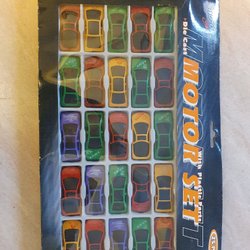 MOTOR SET
Die Cast
With Plastic Parts